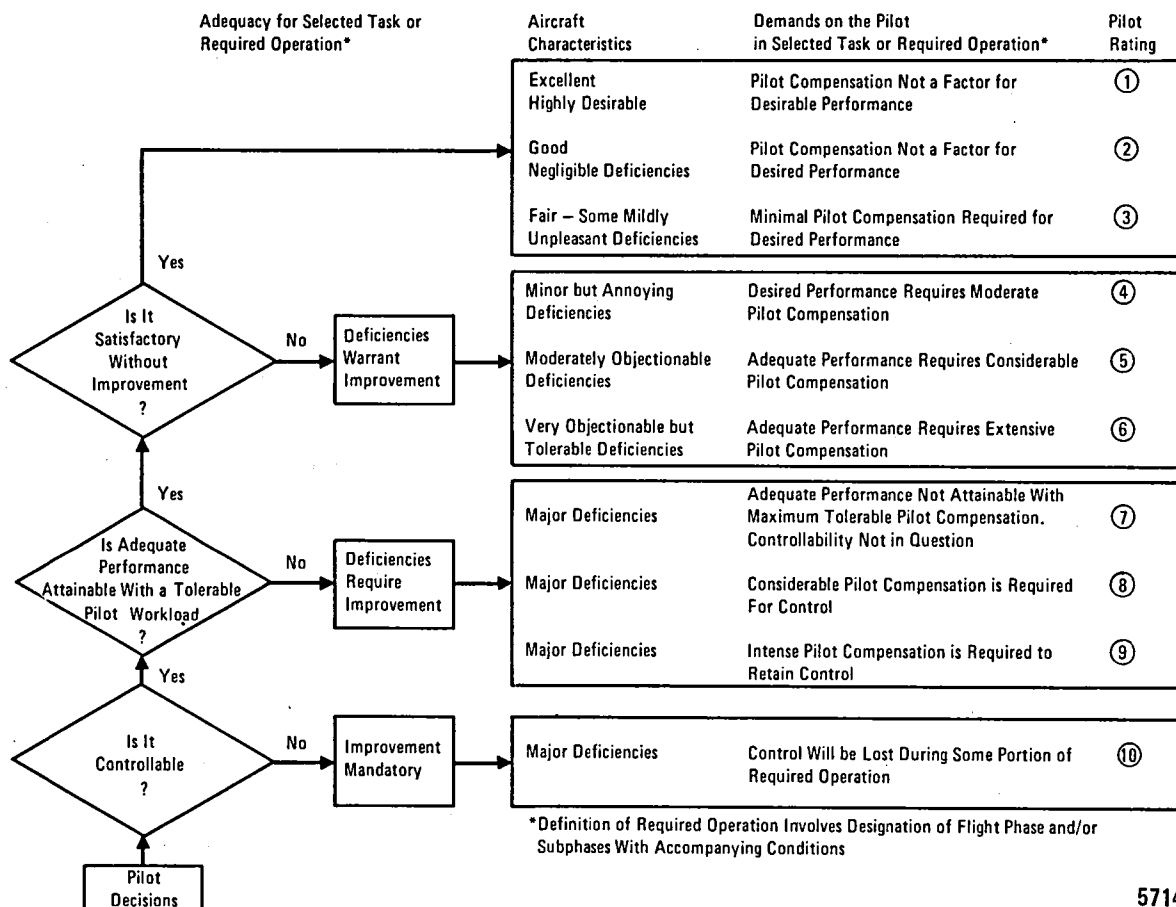 Adequacy for Selected Task or
Required Operation*
Aircraft
Characteristics
Demands on the Pilot
in Selected Task or Required Operation*
Pilot
Rating
Excellent
Highly Desirable
Pilot Compensation Not a Factor for
Desirable Performance
1
Good
Negligible Deficiencies
Pilot Compensation Not a Factor for
Desired Performance
2
Fair – Some Mildly
Unpleasant Deficiencies
Minimal Pilot Compensation Required for
Desired Performance
3
Yes
Is It
Satisfactory
Without
Improvement
?
No
Deficiencies
Warrant
Improvement
Minor but Annoying
Deficiencies
Desired Performance Requires Moderate
Pilot Compensation
4
Moderately Objectionable
Deficiencies
Adequate Performance Requires Considerable
Pilot Compensation
5
Very Objectionable but
Tolerable Deficiencies
Adequate Performance Requires Extensive
Pilot Compensation
6
Yes
Is Adequate
Performance
Attainable With a Tolerable
Pilot Workload
?
No
Deficiencies
Require
Improvement
Major Deficiencies
Adequate Performance Not Attainable With
Maximum Tolerable Pilot Compensation.
Controllability Not in Question
7
Major Deficiencies
Considerable Pilot Compensation is Required
For Control
8
Major Deficiencies
Intense Pilot Compensation is Required to
Retain Control
9
Yes
Is It
Controllable
?
No
Improvement
Mandatory
Major Deficiencies
Control Will be Lost During Some Portion of
Required Operation
10
*Definition of Required Operation Involves Designation of Flight Phase and/or
Subphases With Accompanying Conditions
Pilot
Decisions
5714